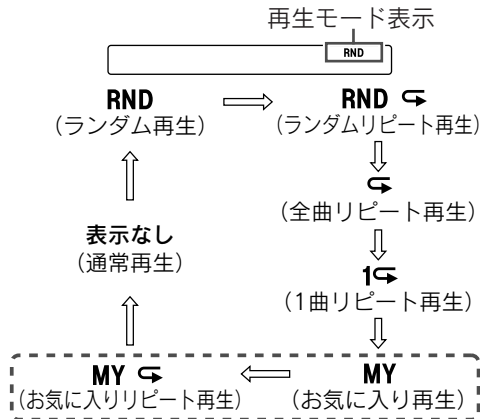 再生モード表示
RND
RND
(ランダム再生)
RND
(ランダムリピート再生)
(全曲リピート再生)
1
(1曲リピート再生)
MY
(お気に入り再生)
MY
(お気に入りリピート再生)
表示なし
(通常再生)